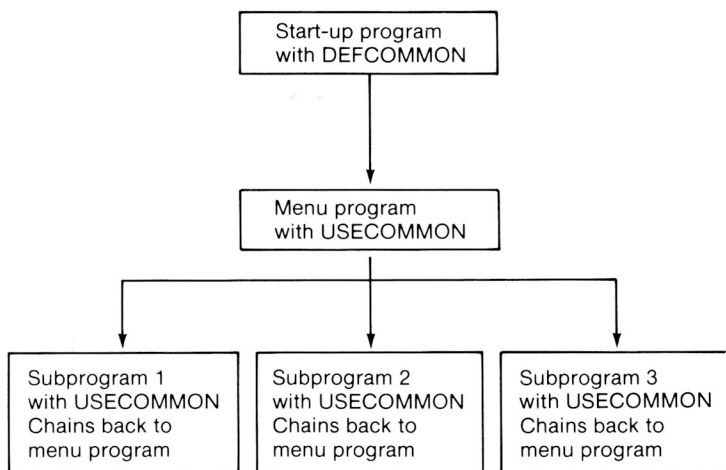 Start-up program
with DEFCOMMON
Menu program
with USECOMMON
Subprogram 1
with USECOMMON
Chains back to
menu program
Subprogram 2
with USECOMMON
Chains back to
menu program
Subprogram 3
with USECOMMON
Chains back to
menu program